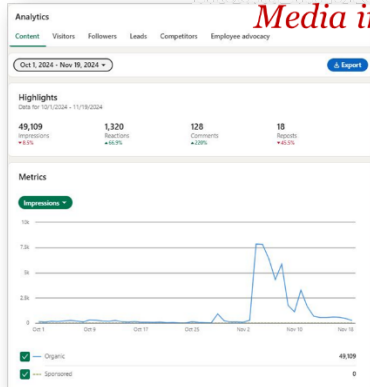 Media i
Analytics
Content Visitors Followers Leads Competitors Employee advocacy
Oct 1, 2024 - Nov 19, 2024
Export
Highlights
Data for 10/1/2024 - 11/18/2024
49,109 1,320 128 18
Impressions Reactions Comments Reposts
▼8.5% ▲66.9% ▲228% ▼45.5%
Metrics
Impressions
10k
7.5k
5k
2.5k
0
Oct 1 Oct 9 Oct 17 Oct 25 Nov 2 Nov 10 Nov 18
Organic 49,109
Sponsored 0